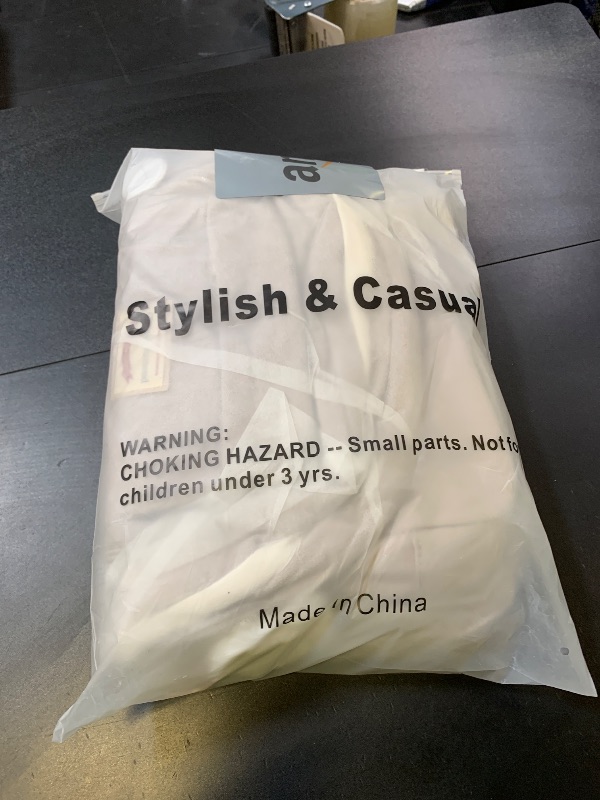 Stylish & Casual
WARNING:
CHOKING HAZARD -- Small parts. Not fo
children under 3 yrs.
Made in China